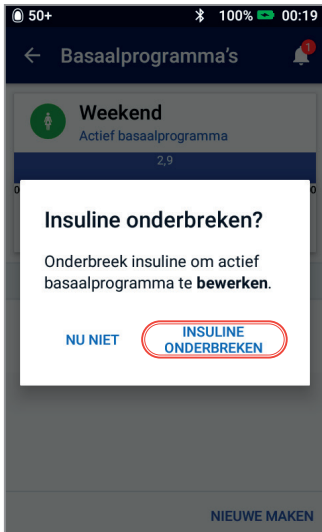 50+ 100% 00:19
Basaalprogramma's 1
Weekend
Actief basaalprogramma
2,9
Insuline onderbreken?
Onderbreek insuline om actief
basaalprogramma te bewerken.
NU NIET
INSULINE
ONDERBREKEN
NIEUWE MAKEN